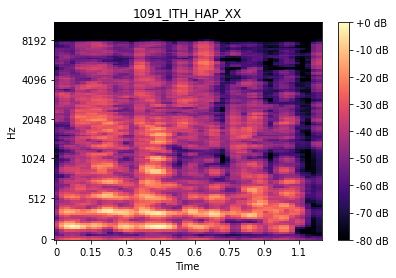 1091_ITH_HAP_XX
+0 dB
8192
-10 dB
4096
-20 dB
-30 dB
2048
-40 dB
Hz
1024
-50 dB
-60 dB
512
-70 dB
0
-80 dB
0 0.15 0.3 0.45 0.6 0.75 0.9 1.1
Time